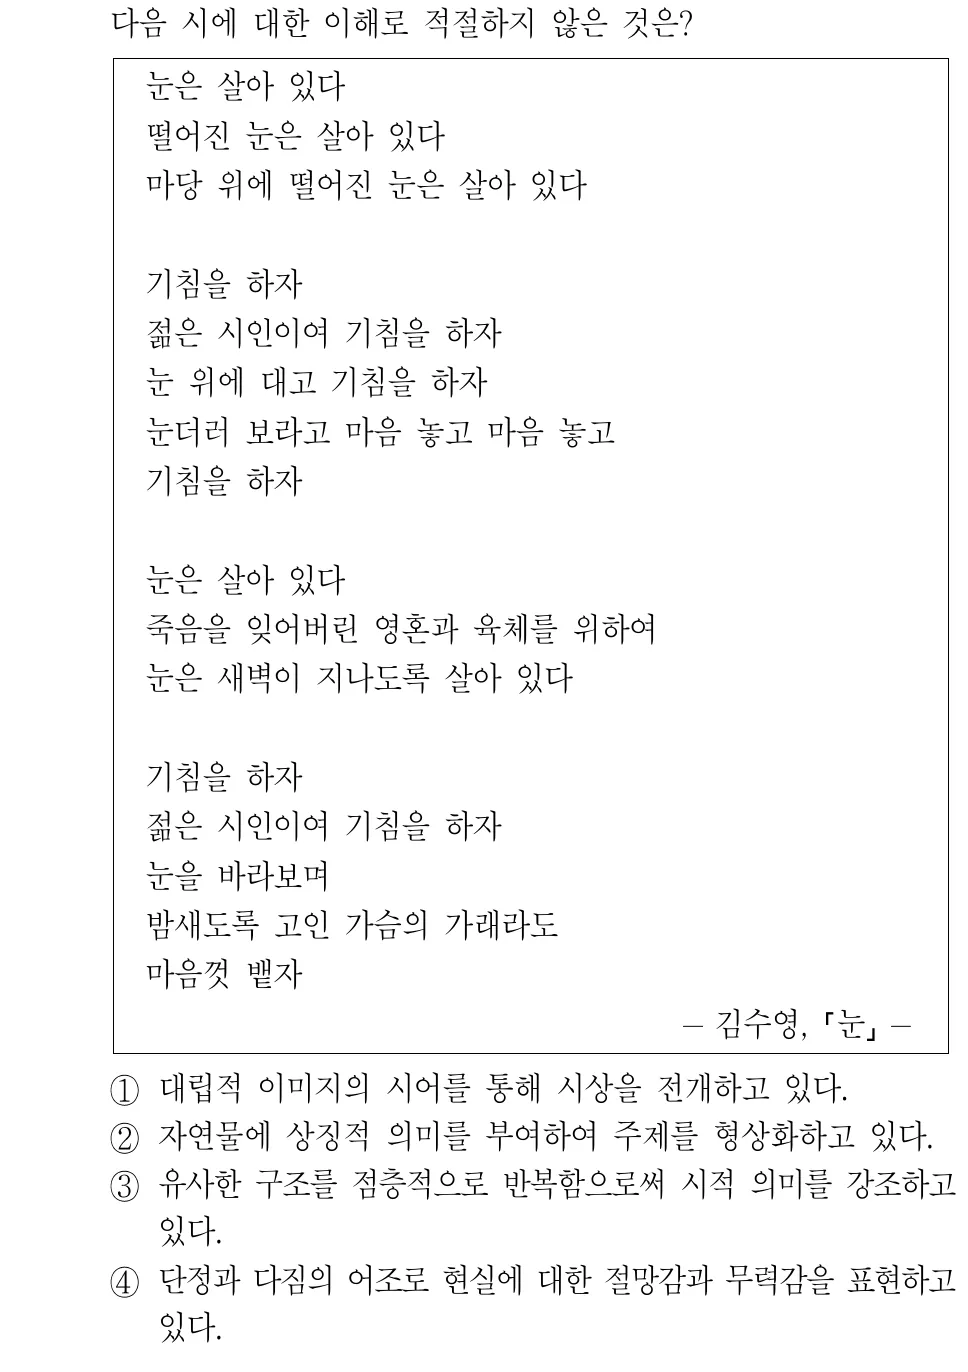 다음 시에 대한 이해로 적절하지 않은 것은?
눈은 살아 있다
떨어진 눈은 살아 있다
마당 위에 떨어진 눈은 살아 있다
기침을 하자
젊은 시인이여 기침을 하자
눈 위에 대고 기침을 하자
눈더러 보라고 마음 놓고 마음 놓고
기침을 하자
눈은 살아 있다
죽음을 잊어버린 영혼과 육체를 위하여
눈은 새벽이 지나도록 살아 있다
기침을 하자
젊은 시인이여 기침을 하자
눈을 바라보며
밤새도록 고인 가슴의 가래라도
마음껏 뱉자
– 김수영, 「눈」 –
① 대립적 이미지의 시어를 통해 시상을 전개하고 있다.
② 자연물에 상징적 의미를 부여하여 주제를 형상화하고 있다.
③ 유사한 구조를 점층적으로 반복함으로써 시적 의미를 강조하고
있다.
④ 단정과 다짐의 어조로 현실에 대한 절망감과 무력감을 표현하고
있다.